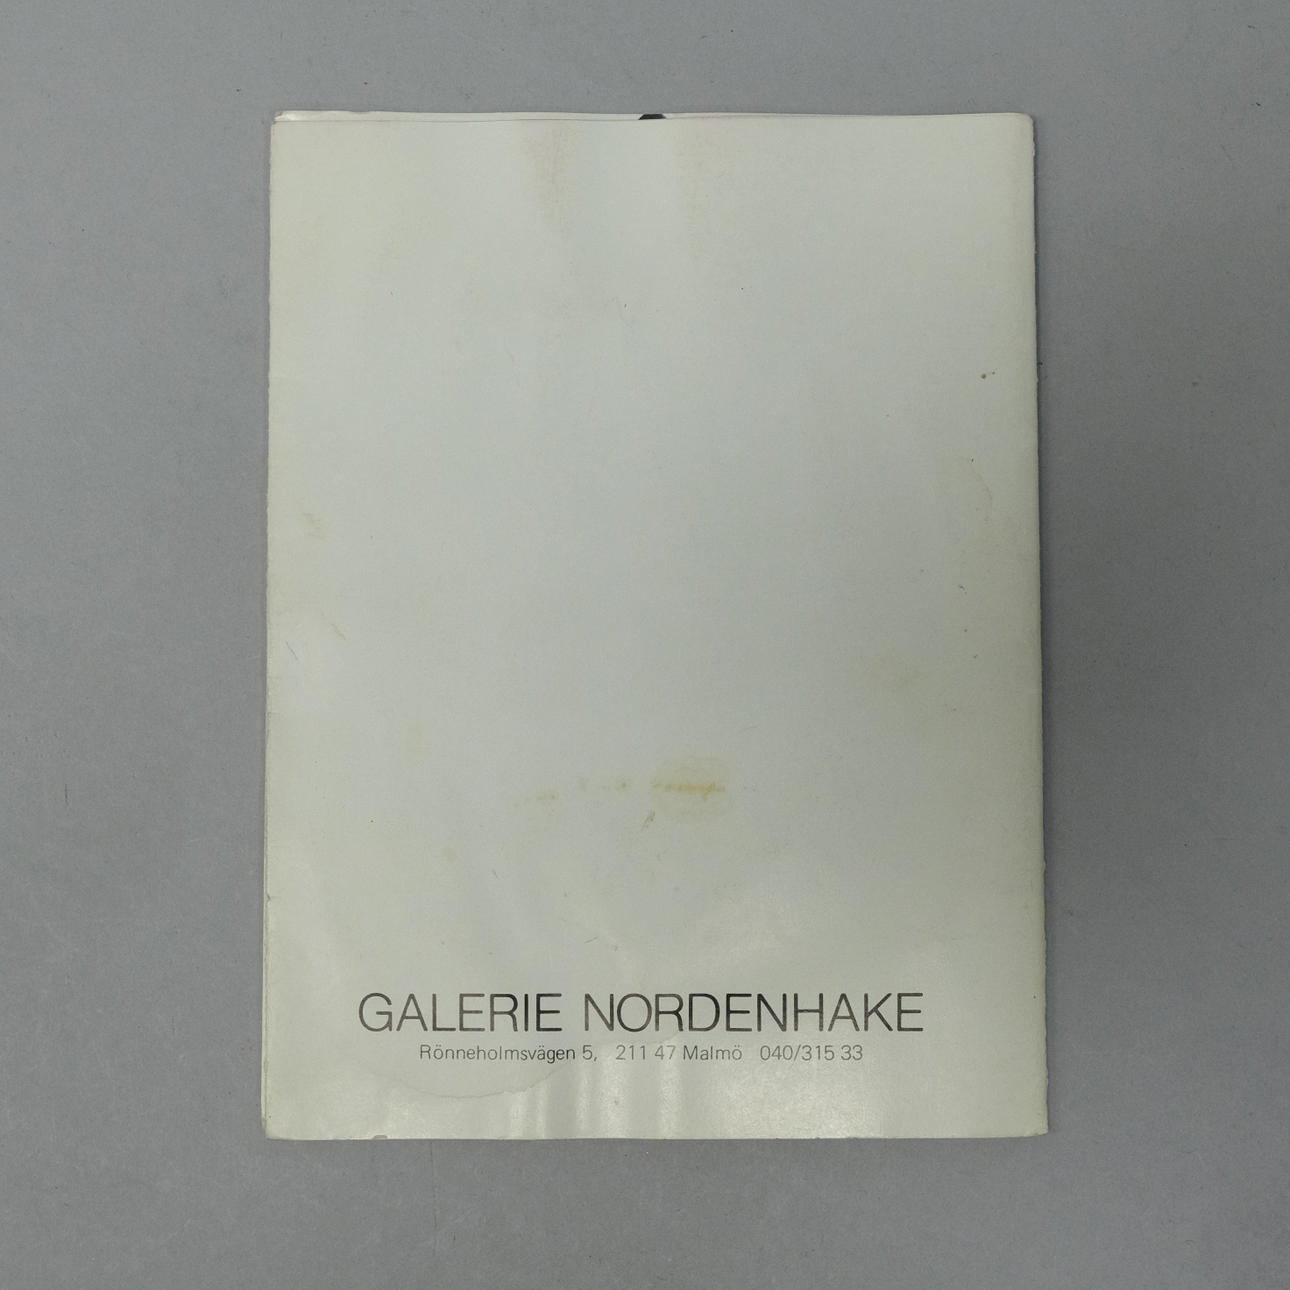 GALERIE NORDENHAKE
Rönneholmsvägen 5, 211 47 Malmö 040/315 33